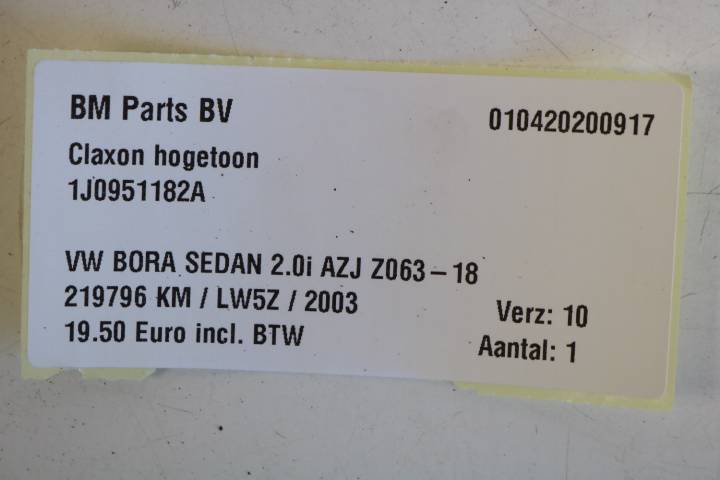 BM Parts BV
010420200917
Claxon hogetoon
1J0951182A
VW BORA SEDAN 2.0i AZJ Z063-18
219796 KM / LW5Z / 2003
Verz: 10
19.50 Euro incl. BTW
Aantal: 1